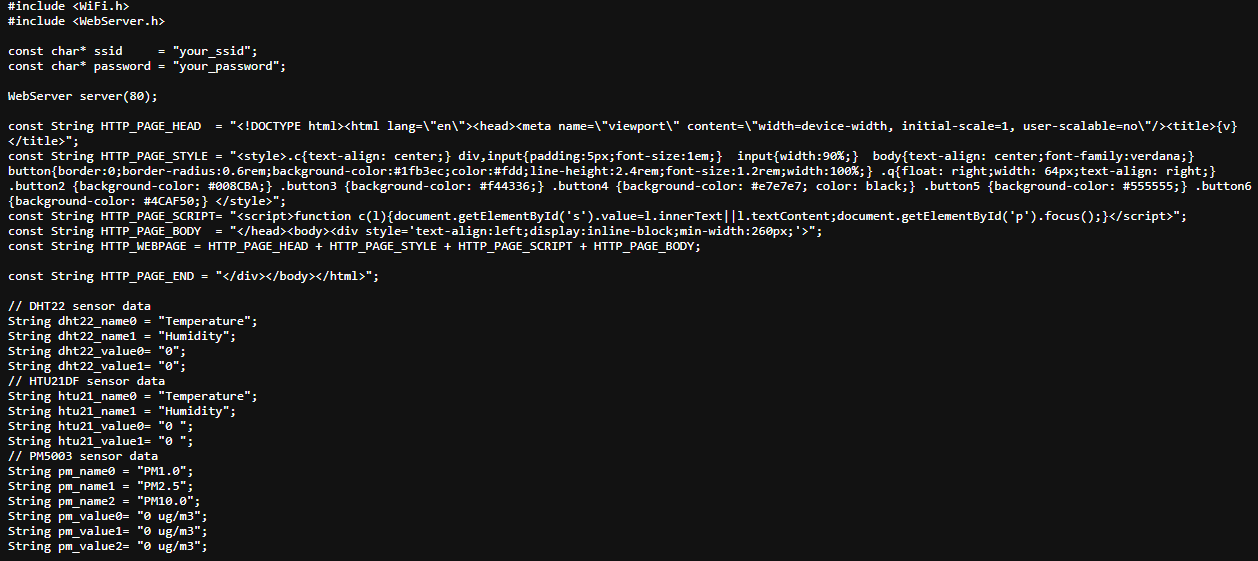 #include <WiFi.h>
#include <WebServer.h>

const char* ssid     = "your_ssid";
const char* password = "your_password";

WebServer server(80);

const String HTTP_PAGE_HEAD  = "<!DOCTYPE html><html lang=\"en\"><head><meta name=\"viewport\" content=\"width=device-width, initial-scale=1, user-scalable=no\"/><title>{v}
</title>";
const String HTTP_PAGE_STYLE = "<style>.c{text-align: center;} div,input{padding:5px;font-size:1em;}  input{width:90%;}  body{text-align: center;font-family:verdana;}
button{border:0;border-radius:0.6rem;background-color:#1fb3ec;color:#fdd;line-height:2.4rem;font-size:1.2rem;width:100%;} .q{float: right;width: 64px;text-align: right;}
.button2 {background-color: #008CBA;} .button3 {background-color: #f44336;} .button4 {background-color: #e7e7e7; color: black;} .button5 {background-color: #555555;} .button6
{background-color: #4CAF50;} </style>";
const String HTTP_PAGE_SCRIPT= "<script>function c(l){document.getElementById('s').value=l.innerText||l.textContent;document.getElementById('p').focus();}</script>";
const String HTTP_PAGE_BODY  = "</head><body><div style='text-align:left;display:inline-block;min-width:260px;'>";
const String HTTP_WEBPAGE = HTTP_PAGE_HEAD + HTTP_PAGE_STYLE + HTTP_PAGE_SCRIPT + HTTP_PAGE_BODY;

const String HTTP_PAGE_END = "</div></body></html>";

// DHT22 sensor data
String dht22_name0 = "Temperature";
String dht22_name1 = "Humidity";
String dht22_value0= "0";
String dht22_value1= "0";
// HTU21DF sensor data
String htu21_name0 = "Temperature";
String htu21_name1 = "Humidity";
String htu21_value0= "0 ";
String htu21_value1= "0 ";
// PM5003 sensor data
String pm_name0 = "PM1.0";
String pm_name1 = "PM2.5";
String pm_name2 = "PM10.0";
String pm_value0= "0 ug/m3";
String pm_value1= "0 ug/m3";
String pm_value2= "0 ug/m3";